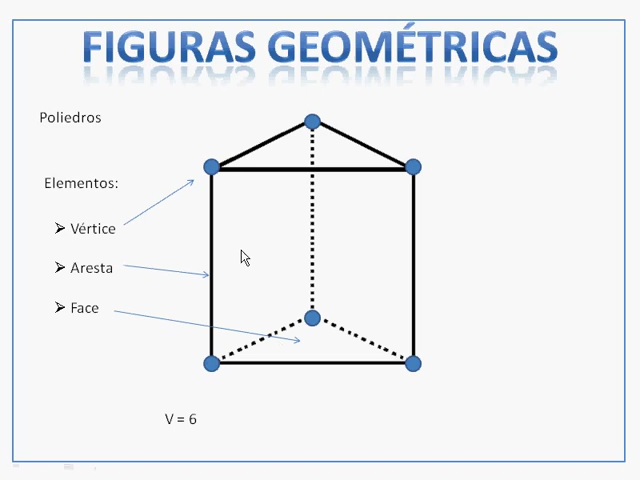 FIGURAS GEOMÉTRICAS
Poliedros
Elementos:
Vértice
Aresta
Face
V = 6